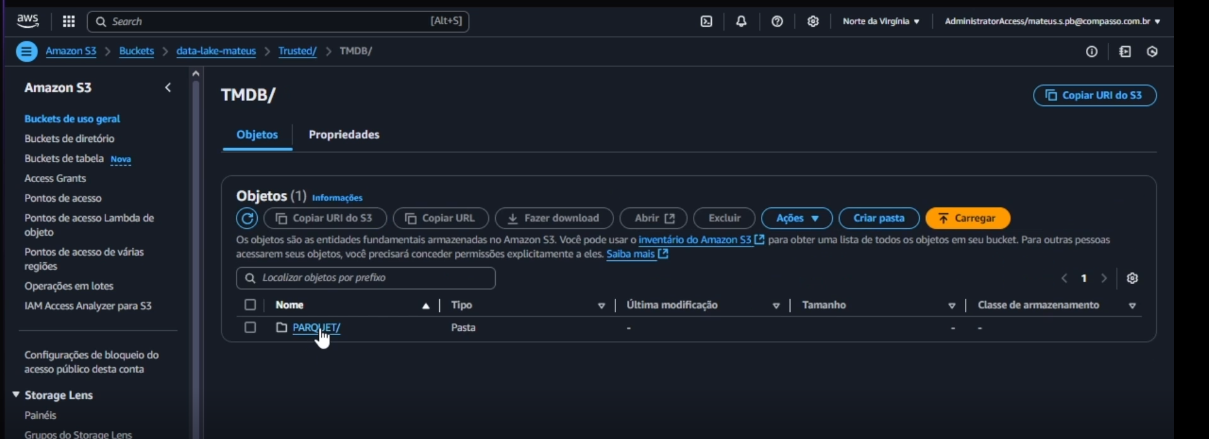 aws
Search [Alt+S] Norte da Virgínia AdministratorAccess/mateus.s.pb@compasso.com.br
Amazon S3 > Buckets > data-lake-mateus > Trusted/ > TMDB/
Amazon S3
Buckets de uso geral
Buckets de diretório
Buckets de tabela Nova
Access Grants
Pontos de acesso
Pontos de acesso Lambda de
objeto
Pontos de acesso de várias
regiões
Operações em lotes
IAM Access Analyzer para S3
Configurações de bloqueio do
acesso público desta conta
Storage Lens
Painéis
Grupos do Storage Lens
TMDB/
Copiar URI do S3
Objetos Propriedades
Objetos (1) Informações
Copiar URI do S3 Copiar URL Fazer download Abrir Excluir Ações Criar pasta Carregar
Os objetos são as entidades fundamentais armazenadas no Amazon S3. Você pode usar o inventário do Amazon S3 para obter uma lista de todos os objetos em seu bucket. Para outras pessoas
acessarem seus objetos, você precisará conceder permissões explicitamente a eles. Saiba mais
Localizar objetos por prefixo
< 1 >
Nome Tipo Última modificação Tamanho Classe de armazenamento
PARQUET/ Pasta - - -